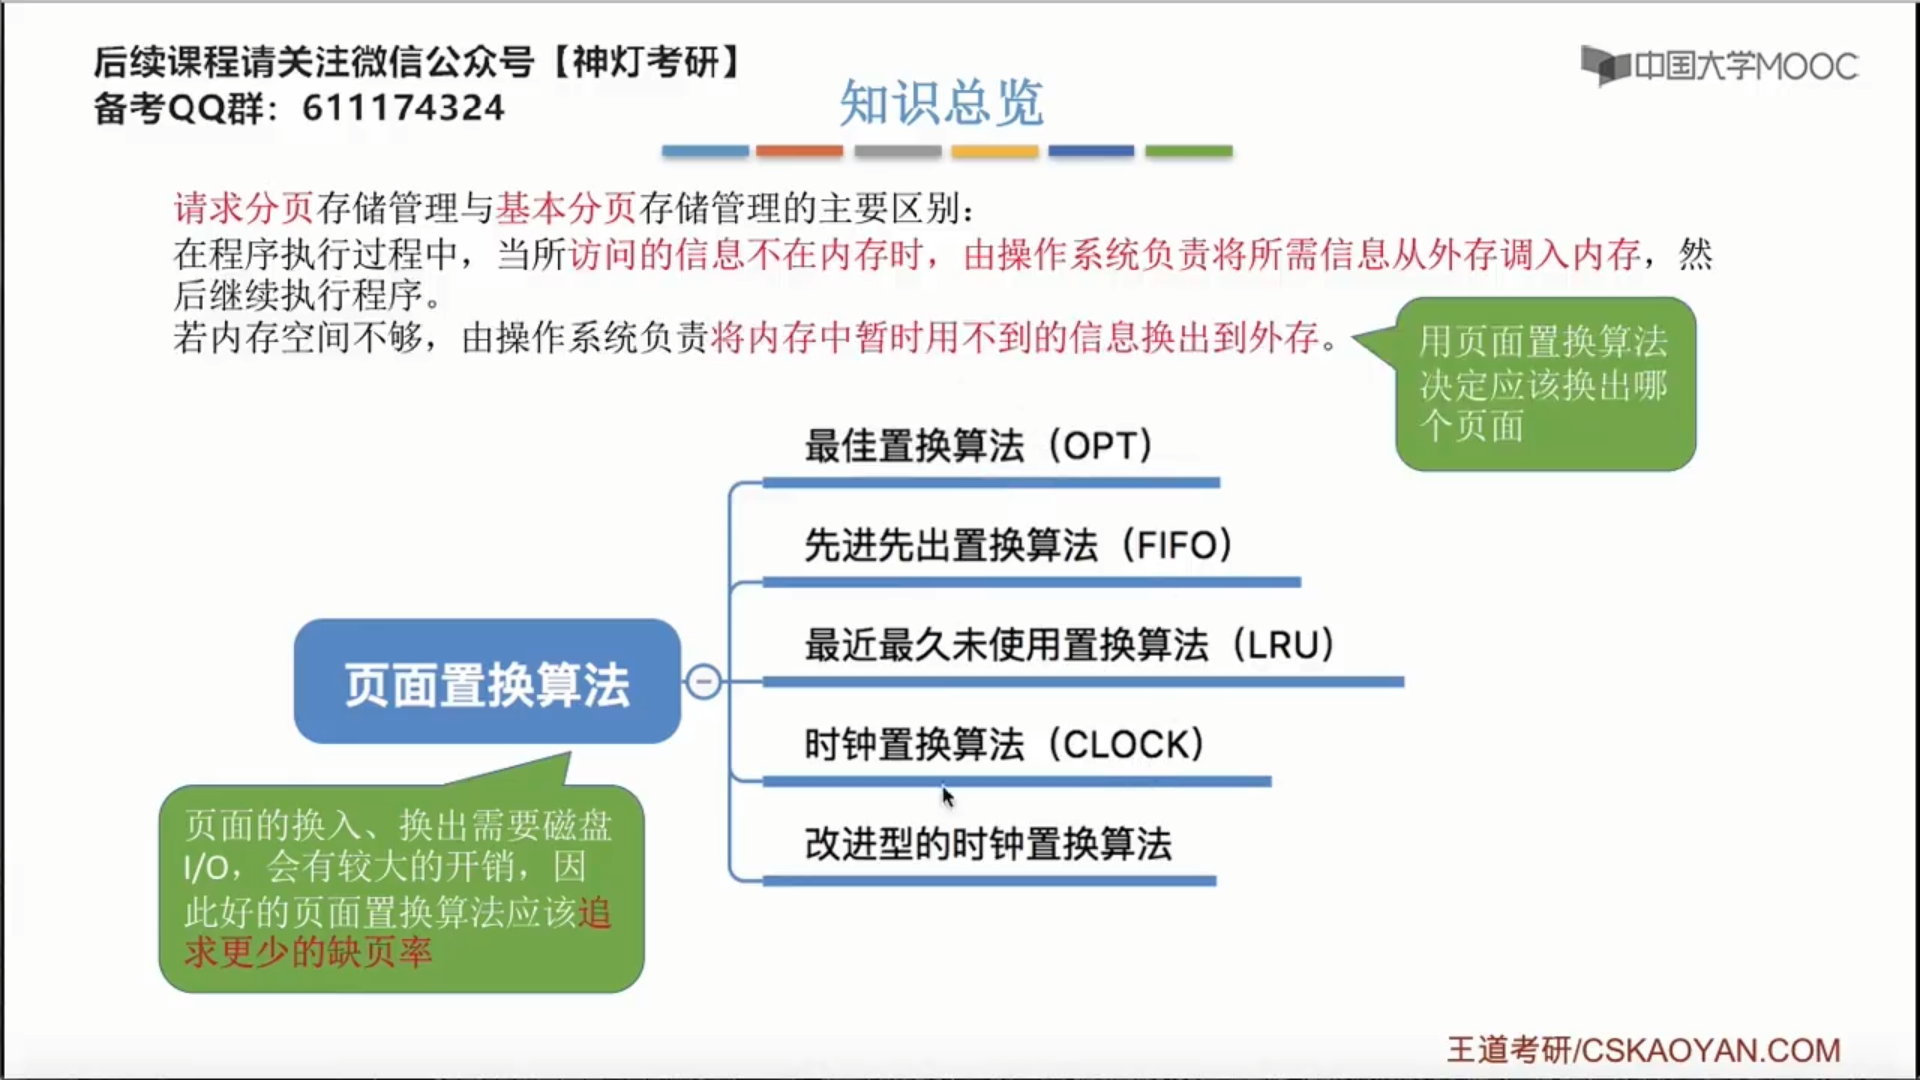 后续课程请关注微信公众号【神灯考研】
备考QQ群：611174324
中国大学MOOC
知识总览
请求分页存储管理与基本分页存储管理的主要区别：
在程序执行过程中，当所访问的信息不在内存时，由操作系统负责将所需信息从外存调入内存，然
后继续执行程序。
若内存空间不够，由操作系统负责将内存中暂时用不到的信息换出到外存。
用页面置换算法
决定应该换出哪
个页面
最佳置换算法（OPT）
先进先出置换算法（FIFO）
最近最久未使用置换算法（LRU）
页面置换算法
时钟置换算法（CLOCK）
改进型的时钟置换算法
页面的换入、换出需要磁盘
I/O，会有较大的开销，因
此好的页面置换算法应该追
求更少的缺页率
王道考研/CSKAOYAN.COM